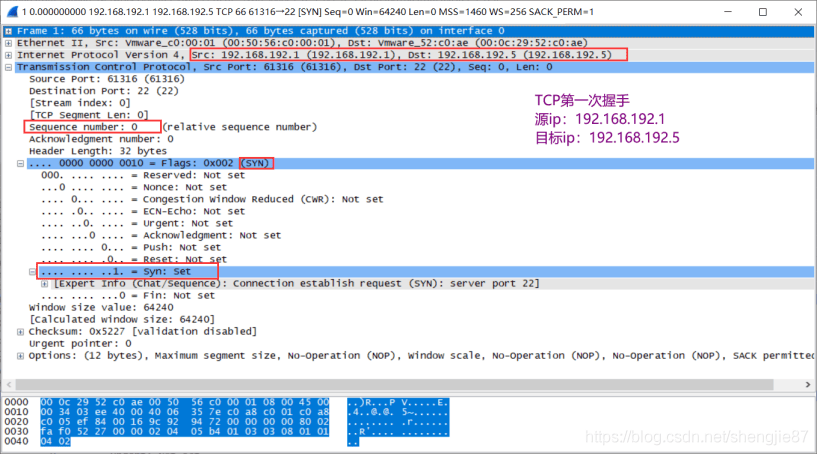 1 0.000000000 192.168.192.1 192.168.192.5 TCP 66 61316→22 [SYN] Seq=0 Win=64240 Len=0 MSS=1460 WS=256 SACK_PERM=1
Frame 1: 66 bytes on wire (528 bits), 66 bytes captured (528 bits) on interface 0
Ethernet II, Src: Vmware_c0:00:01 (00:50:56:c0:00:01), Dst: Vmware_52:c0:ae (00:0c:29:52:c0:ae)
Internet Protocol Version 4, Src: 192.168.192.1 (192.168.192.1), Dst: 192.168.192.5 (192.168.192.5)
Transmission Control Protocol, Src Port: 61316 (61316), Dst Port: 22 (22), Seq: 0, Len: 0
Source Port: 61316 (61316)
Destination Port: 22 (22)
[Stream index: 0]
[TCP Segment Len: 0]
Sequence number: 0 (relative sequence number)
Acknowledgment number: 0
Header Length: 32 bytes
TCP第一次握手
源ip：192.168.192.1
目标ip：192.168.192.5
.... 0000 0000 0010 = Flags: 0x002 (SYN)
000. .... .... = Reserved: Not set
...0 .... .... = Nonce: Not set
.... 0... .... = Congestion Window Reduced (CWR): Not set
.... .0.. .... = ECN-Echo: Not set
.... ..0. .... = Urgent: Not set
.... ...0 .... = Acknowledgment: Not set
.... .... 0... = Push: Not set
.... .... .0.. = Reset: Not set
.... .... ..1. = Syn: Set
[Expert Info (Chat/Sequence): Connection establish request (SYN): server port 22]
.... .... ...0 = Fin: Not set
Window size value: 64240
[Calculated window size: 64240]
Checksum: 0x5227 [validation disabled]
Urgent pointer: 0
Options: (12 bytes), Maximum segment size, No-Operation (NOP), Window scale, No-Operation (NOP), No-Operation (NOP), SACK permitted
0000 00 0c 29 52 c0 ae 00 50 56 c0 00 01 08 00 45 00 ..)R...P V.....E.
0010 00 34 03 ee 40 00 40 06 35 7e c0 a8 c0 01 c0 a8 .4..@.@. 5~......
0020 c0 05 ef 84 00 16 9c 92 94 72 00 00 00 00 80 02 ........ .r......
0030 fa f0 52 27 00 00 02 04 05 b4 01 03 03 08 01 01 ..R'.... ........
0040 04 02 ..
https://blog.csdn.net/shengjie87